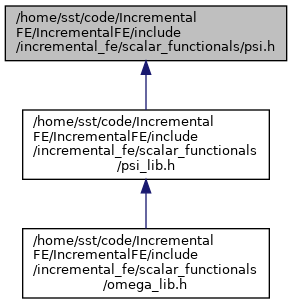 /home/sst/code/Incremental
FE/IncrementalFE/include
/incremental_fe/scalar_functionals/psi.h
/home/sst/code/Incremental
FE/IncrementalFE/include
/incremental_fe/scalar_functionals
/psi_lib.h
/home/sst/code/Incremental
FE/IncrementalFE/include
/incremental_fe/scalar_functionals
/omega_lib.h